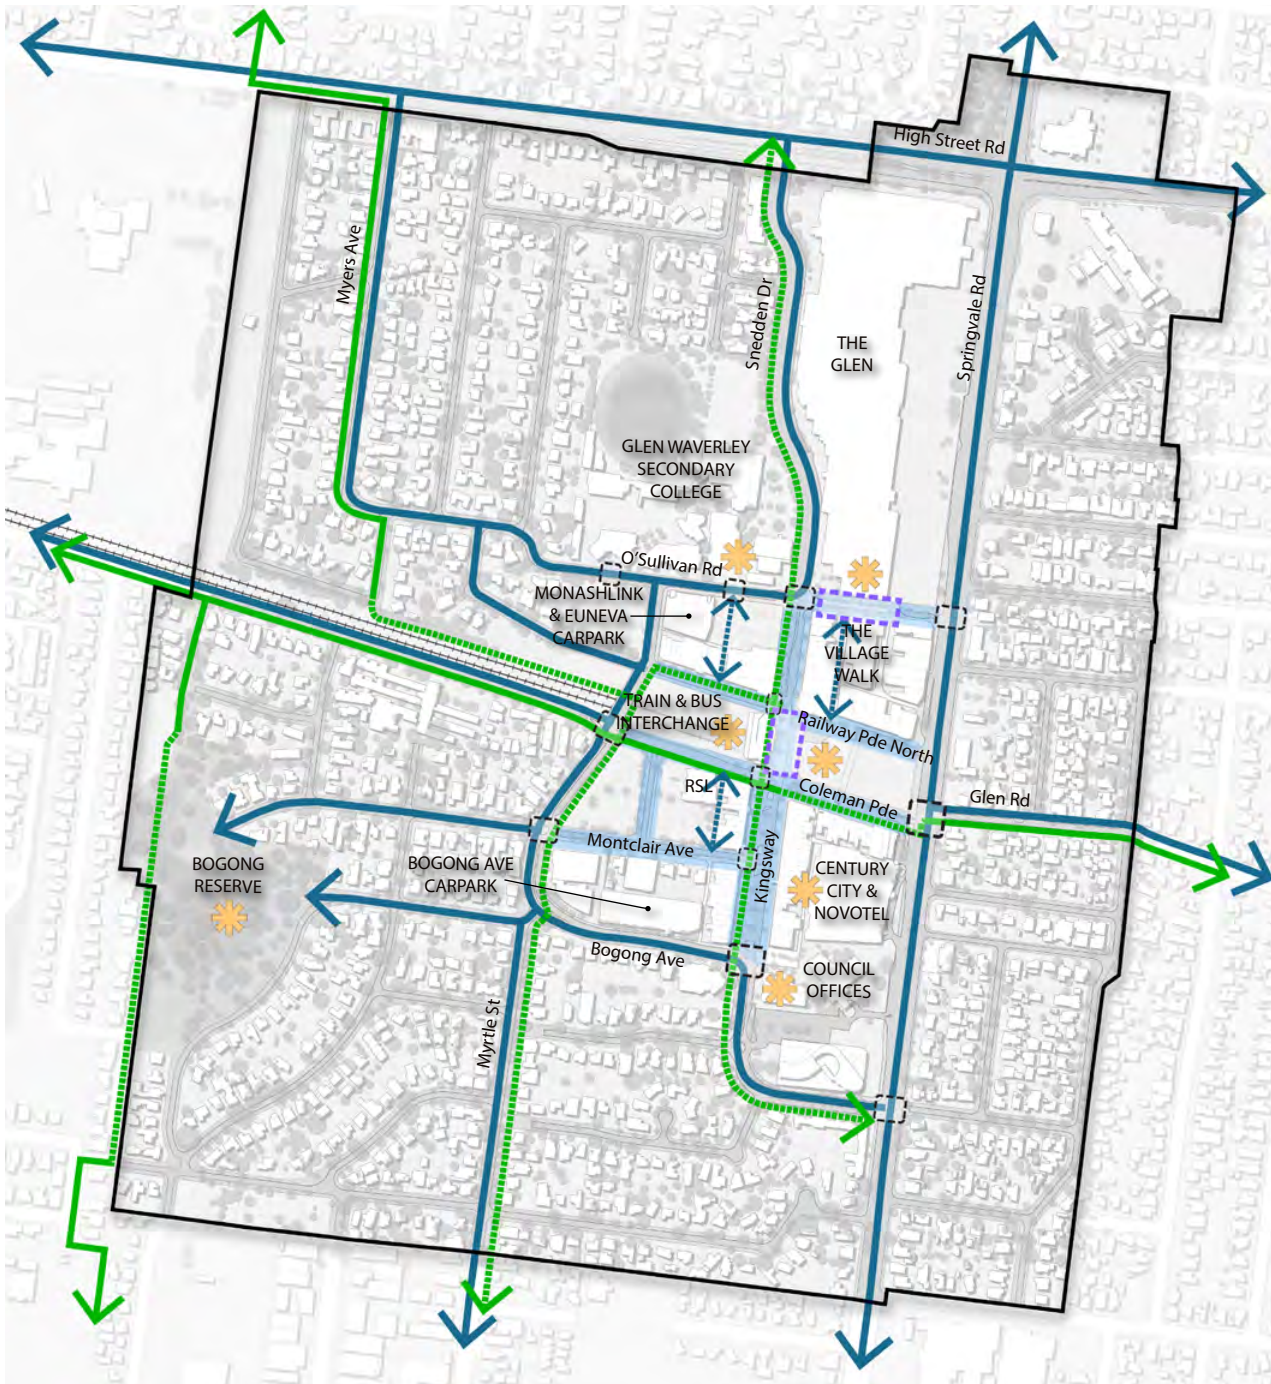 High Street Rd
Myers Ave
Snedden Dr
Springvale Rd
THE
GLEN
GLEN WAVERLEY
SECONDARY
COLLEGE
O'Sullivan Rd
MONASHLINK
& EUNEVA
CARPARK
THE
VILLAGE
WALK
TRAIN & BUS
INTERCHANGE
Railway Pde North
RSL
Coleman Pde
Glen Rd
Montclair Ave
Kingsway
BOGONG
RESERVE
BOGONG AVE
CARPARK
CENTURY
CITY &
NOVOTEL
Bogong Ave
COUNCIL
OFFICES
Myrtle St